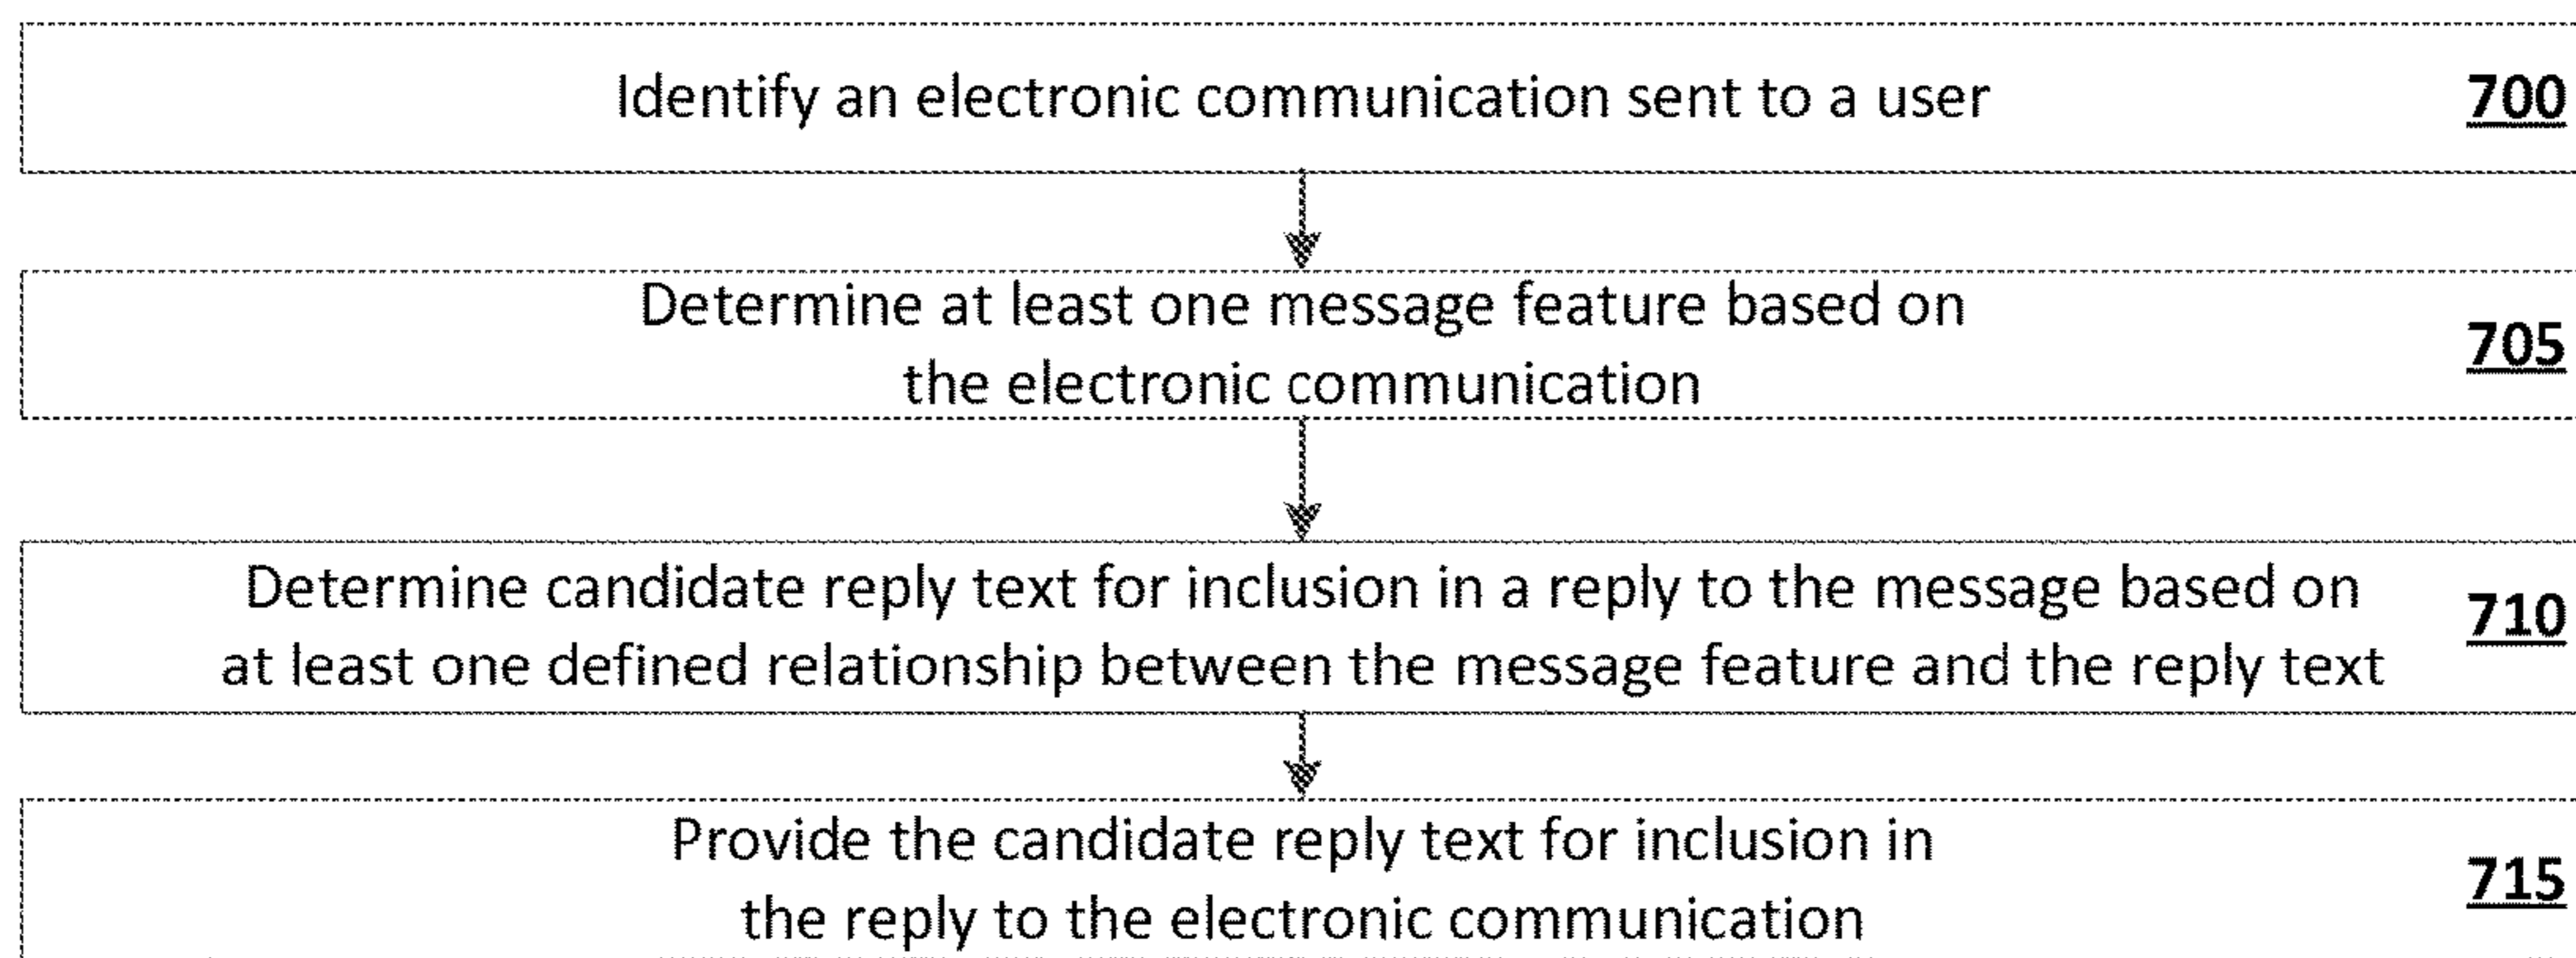 Identify an electronic communication sent to a user
700
Determine at least one message feature based on
the electronic communication
705
Determine candidate reply text for inclusion in a reply to the message based on
at least one defined relationship between the message feature and the reply text
710
Provide the candidate reply text for inclusion in
the reply to the electronic communication
715